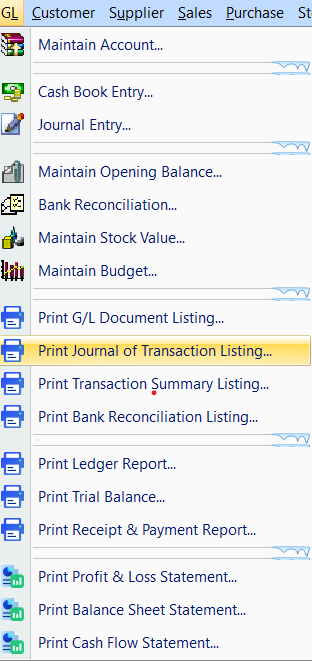 GL Customer Supplier Sales Purchase
Maintain Account...
Cash Book Entry...
Journal Entry...
Maintain Opening Balance...
Bank Reconciliation...
Maintain Stock Value...
Maintain Budget...
Print G/L Document Listing...
Print Journal of Transaction Listing...
Print Transaction Summary Listing...
Print Bank Reconciliation Listing...
Print Ledger Report...
Print Trial Balance...
Print Receipt & Payment Report...
Print Profit & Loss Statement...
Print Balance Sheet Statement...
Print Cash Flow Statement...